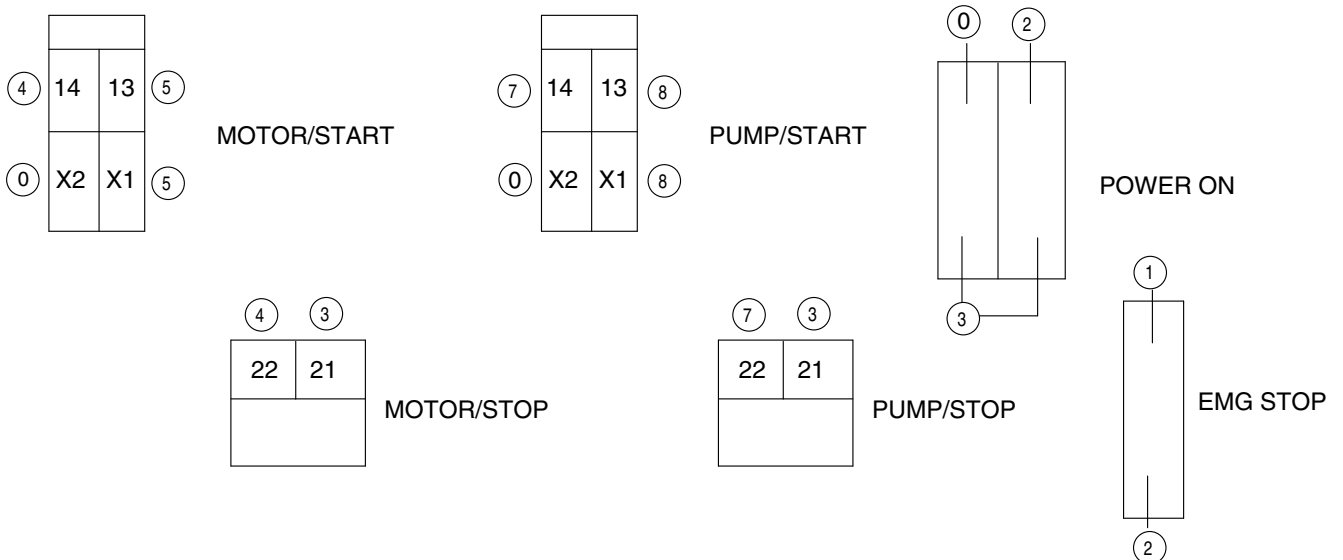 0 2
4 14 13 5
7 14 13 8
MOTOR/START
PUMP/START
0 X2 X1 5
0 X2 X1 8
POWER ON
1
4 3
7 3
3
22 21
22 21
MOTOR/STOP
PUMP/STOP
EMG STOP
2